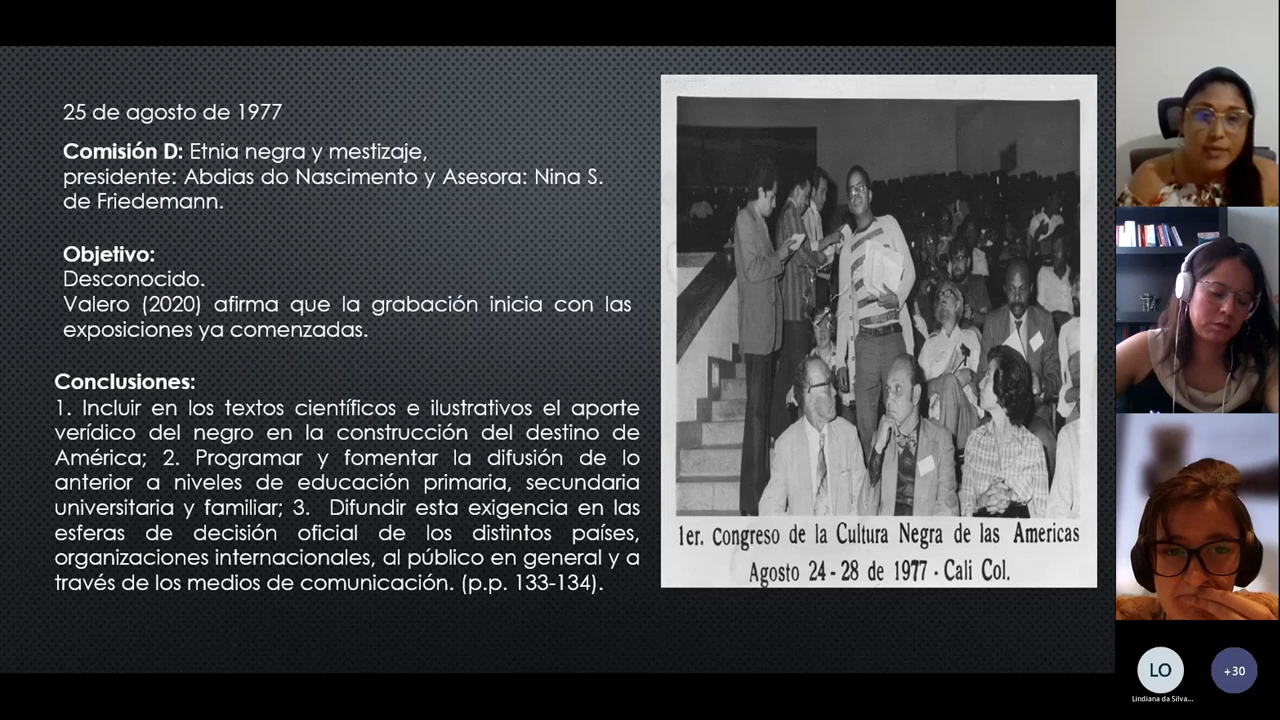 25 de agosto de 1977
Comisión D: Etnia negra y mestizaje,
presidente: Abdias do Nascimento y Asesora: Nina S.
de Friedemann.
Objetivo:
Desconocido.
Valero (2020) afirma que la grabación inicia con las
exposiciones ya comenzadas.
Conclusiones:
1. Incluir en los textos científicos e ilustrativos el aporte
verídico del negro en la construcción del destino de
América; 2. Programar y fomentar la difusión de lo
anterior a niveles de educación primaria, secundaria
universitaria y familiar; 3. Difundir esta exigencia en las
esferas de decisión oficial de los distintos países,
organizaciones internacionales, al público en general y a
través de los medios de comunicación. (p.p. 133-134).
1er. Congreso de la Cultura Negra de las Americas
Agosto 24-28 de 1977 - Cali Col.
LO
+30
Lindiana da Silva...